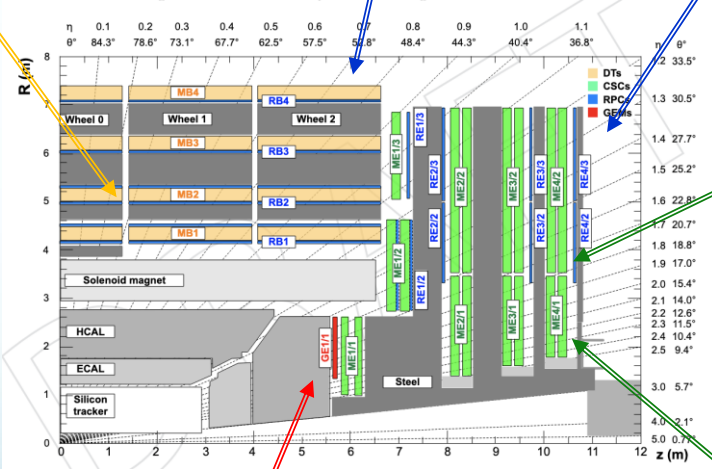 η 0.1 0.2 0.3 0.4 0.5 0.6 0.7 0.8 0.9 1.0 1.1
θ° 84.3° 78.6° 73.1° 67.7° 62.5° 57.5° 52.8° 48.4° 44.3° 40.4° 36.8° η θ°
R (m)
8
7
6
5
4
3
2
1
0
DTs
CSCs
RPCs
GEMs
1.2 33.5°
1.3 30.5°
1.4 27.7°
1.5 25.2°
1.6 22.8°
1.7 20.7°
1.8 18.8°
1.9 17.0°
2.0 15.4°
2.1 14.0°
2.2 12.6°
2.3 11.5°
2.4 10.4°
2.5 9.4°
3.0 5.7°
4.0 2.1°
5.0 0.77°
MB4
RB4
Wheel 0 Wheel 1 Wheel 2
MB3
RB3
MB2
RB2
MB1
RB1
ME1/3
RE1/3
RE2/3
ME2/2
ME3/2
RE3/3
ME4/2
RE4/3
RE2/2
RE3/2
RE4/2
ME1/2
RE1/2
Solenoid magnet
HCAL
ECAL
Silicon
tracker
GE1/1
ME1/1
ME2/1
ME3/1
ME4/1
Steel
0 1 2 3 4 5 6 7 8 9 10 11 12
z (m)